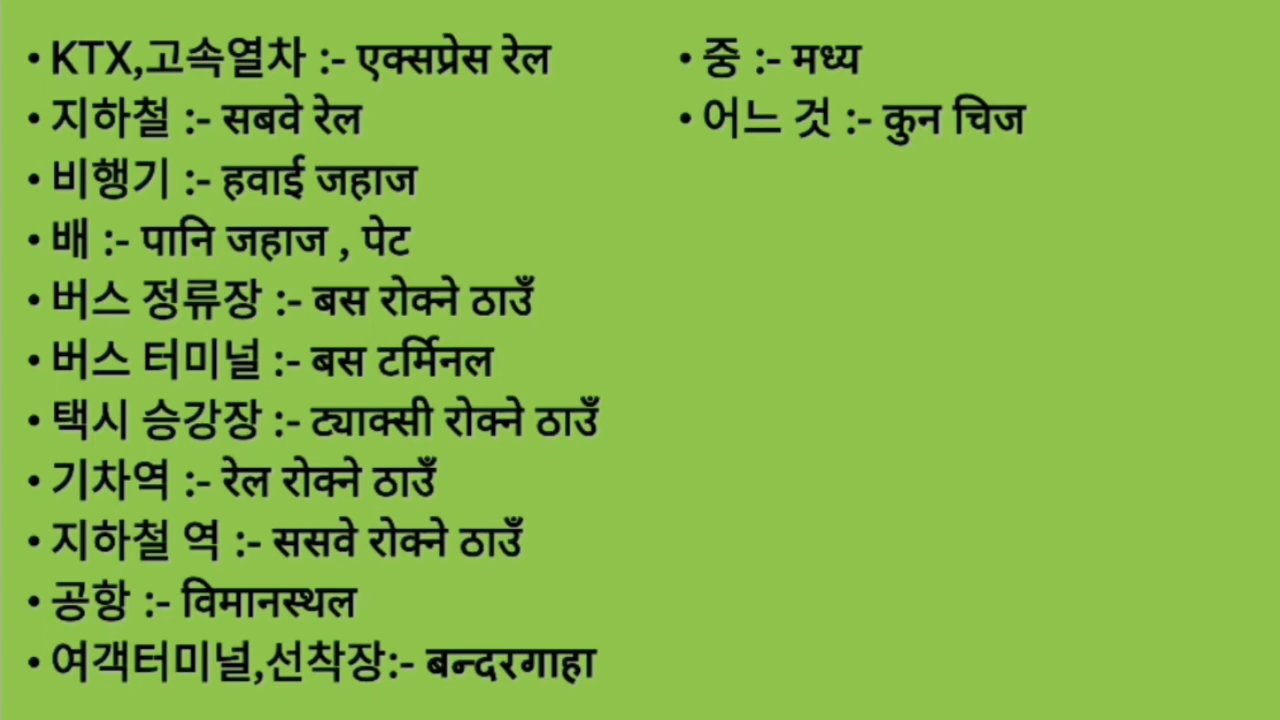 • KTX,고속열차 :- एक्सप्रेस रेल
• 지하철 :- सबवे रेल
• 비행기 :- हवाई जहाज
• 배 :- पानि जहाज , पेट
• 버스 정류장 :- बस रोक्ने ठाउँ
• 버스 터미널 :- बस टर्मिनल
• 택시 승강장 :- ट्याक्सी रोक्ने ठाउँ
• 기차역 :- रेल रोक्ने ठाउँ
• 지하철 역 :- ससवे रोक्ने ठाउँ
• 공항 :- विमानस्थल
• 여객터미널,선착장:- बन्दरगाहा
• 중 :- मध्य
• 어느 것 :- कुन चिज